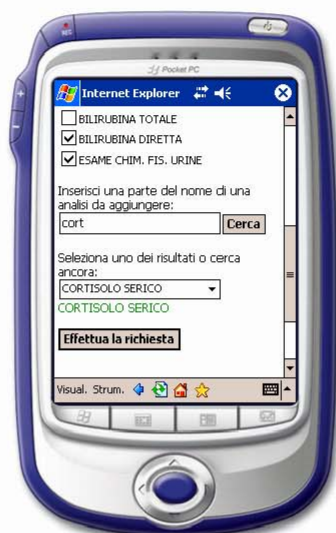 REC
Pocket PC
Internet Explorer
BILIRUBINA TOTALE
BILIRUBINA DIRETTA
ESAME CHIM. FIS. URINE
Inserisci una parte del nome di una
analisi da aggiungere:
cort Cerca
Seleziona uno dei risultati o cerca
ancora:
CORTISOLO SERICO
CORTISOLO SERICO
Effettua la richiesta
Visual. Strum.